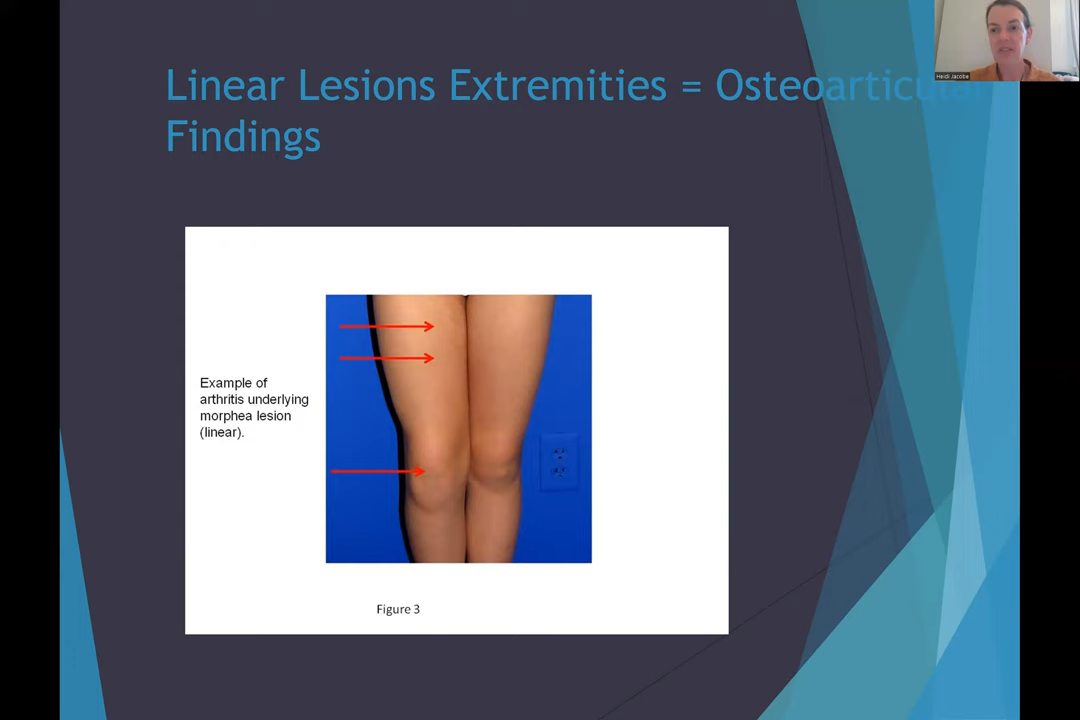 Heidi Jacobe
Linear Lesions Extremities = Osteoarticular
Findings
Example of
arthritis underlying
morphea lesion
(linear).
Figure 3